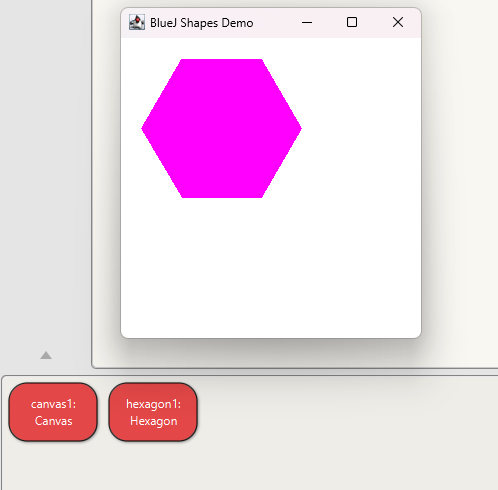 BlueJ Shapes Demo
canvas1:
Canvas
hexagon1:
Hexagon